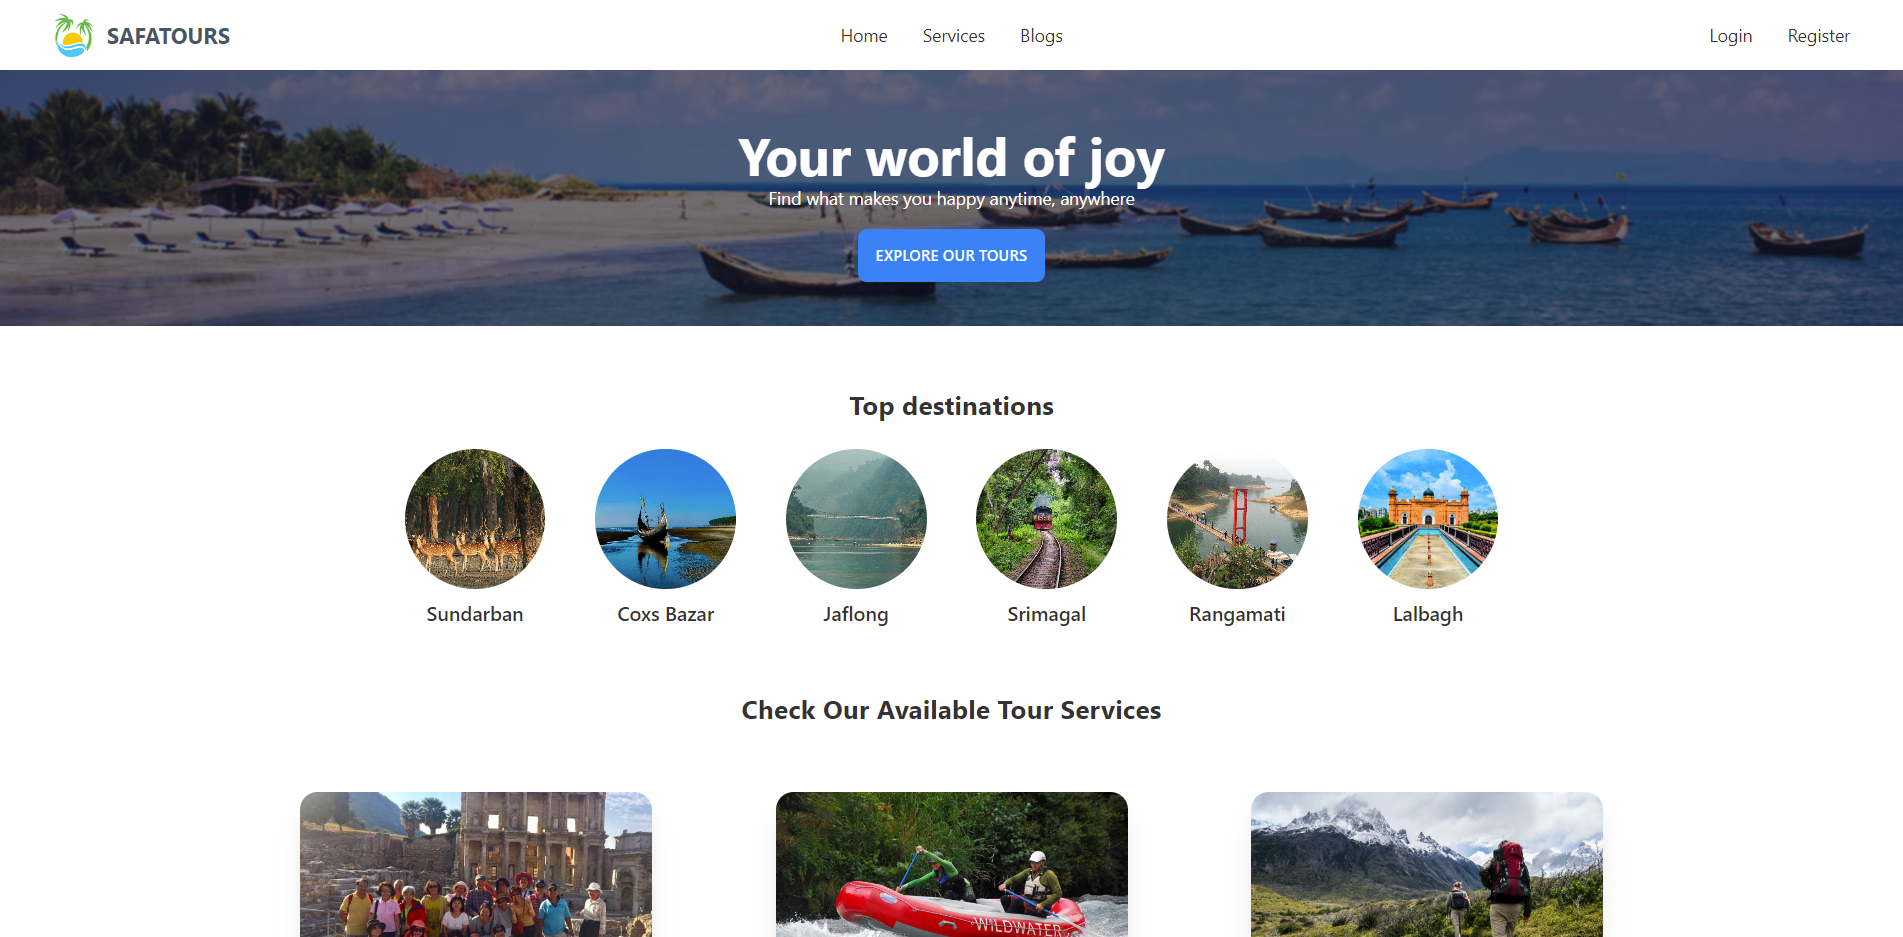 SAFATOURS
Home Services Blogs
Login Register
Your world of joy
Find what makes you happy anytime, anywhere
EXPLORE OUR TOURS
Top destinations
Sundarban Coxs Bazar Jaflong Srimagal Rangamati Lalbagh
Check Our Available Tour Services
WILDWATER